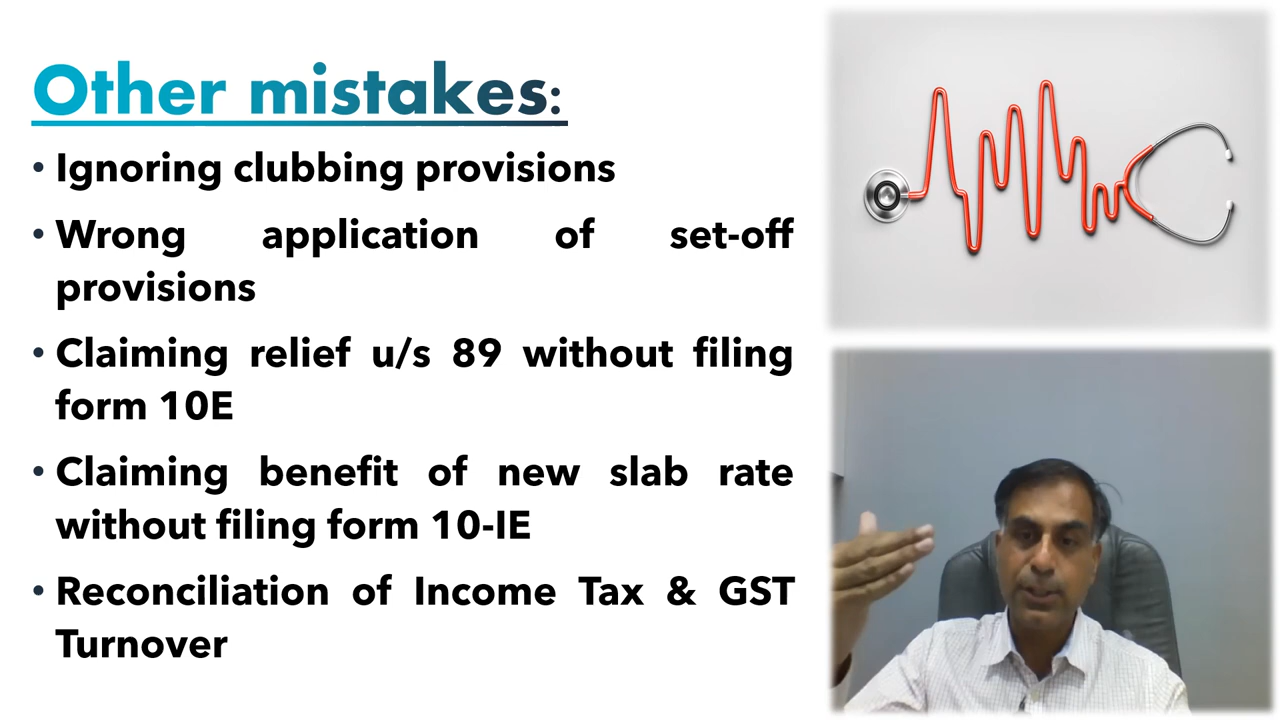 Other mistakes:
• Ignoring clubbing provisions
• Wrong application of set-off
provisions
• Claiming relief u/s 89 without filing
form 10E
• Claiming benefit of new slab rate
without filing form 10-IE
• Reconciliation of Income Tax & GST
Turnover